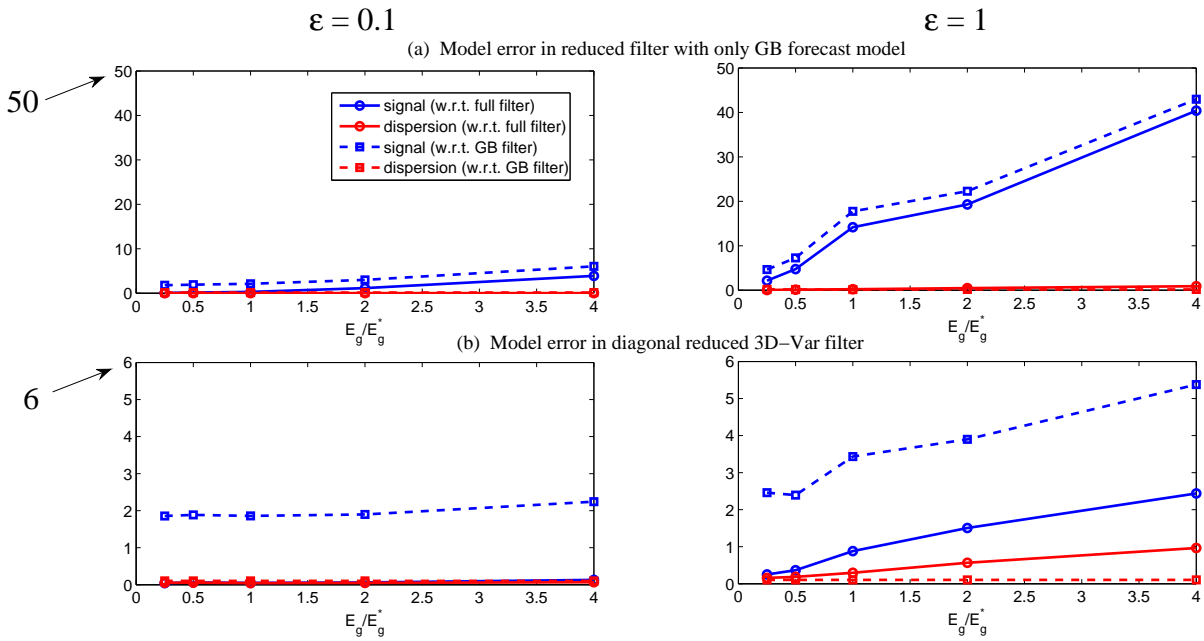 ε = 0.1
ε = 1
(a) Model error in reduced filter with only GB forecast model
50
50
40
30
20
10
0
signal (w.r.t. full filter)
dispersion (w.r.t. full filter)
signal (w.r.t. GB filter)
dispersion (w.r.t. GB filter)
0 0.5 1 1.5 2 2.5 3 3.5 4
E_g/E_g^*
50
40
30
20
10
0
0 0.5 1 1.5 2 2.5 3 3.5 4
E_g/E_g^*
(b) Model error in diagonal reduced 3D−Var filter
6
6
5
4
3
2
1
0
0 0.5 1 1.5 2 2.5 3 3.5 4
E_g/E_g^*
6
5
4
3
2
1
0
0 0.5 1 1.5 2 2.5 3 3.5 4
E_g/E_g^*